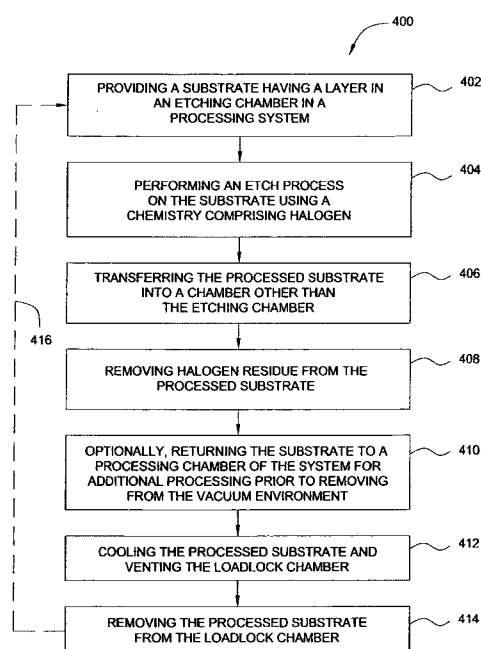 400
PROVIDING A SUBSTRATE HAVING A LAYER IN
AN ETCHING CHAMBER IN A
PROCESSING SYSTEM
402
PERFORMING AN ETCH PROCESS
ON THE SUBSTRATE USING A
CHEMISTRY COMPRISING HALOGEN
404
TRANSFERRING THE PROCESSED SUBSTRATE
INTO A CHAMBER OTHER THAN
THE ETCHING CHAMBER
406
416
REMOVING HALOGEN RESIDUE FROM THE
PROCESSED SUBSTRATE
408
OPTIONALLY, RETURNING THE SUBSTRATE TO A
PROCESSING CHAMBER OF THE SYSTEM FOR
ADDITIONAL PROCESSING PRIOR TO REMOVING
FROM THE VACUUM ENVIRONMENT
410
COOLING THE PROCESSED SUBSTRATE AND
VENTING THE LOADLOCK CHAMBER
412
REMOVING THE PROCESSED SUBSTRATE
FROM THE LOADLOCK CHAMBER
414